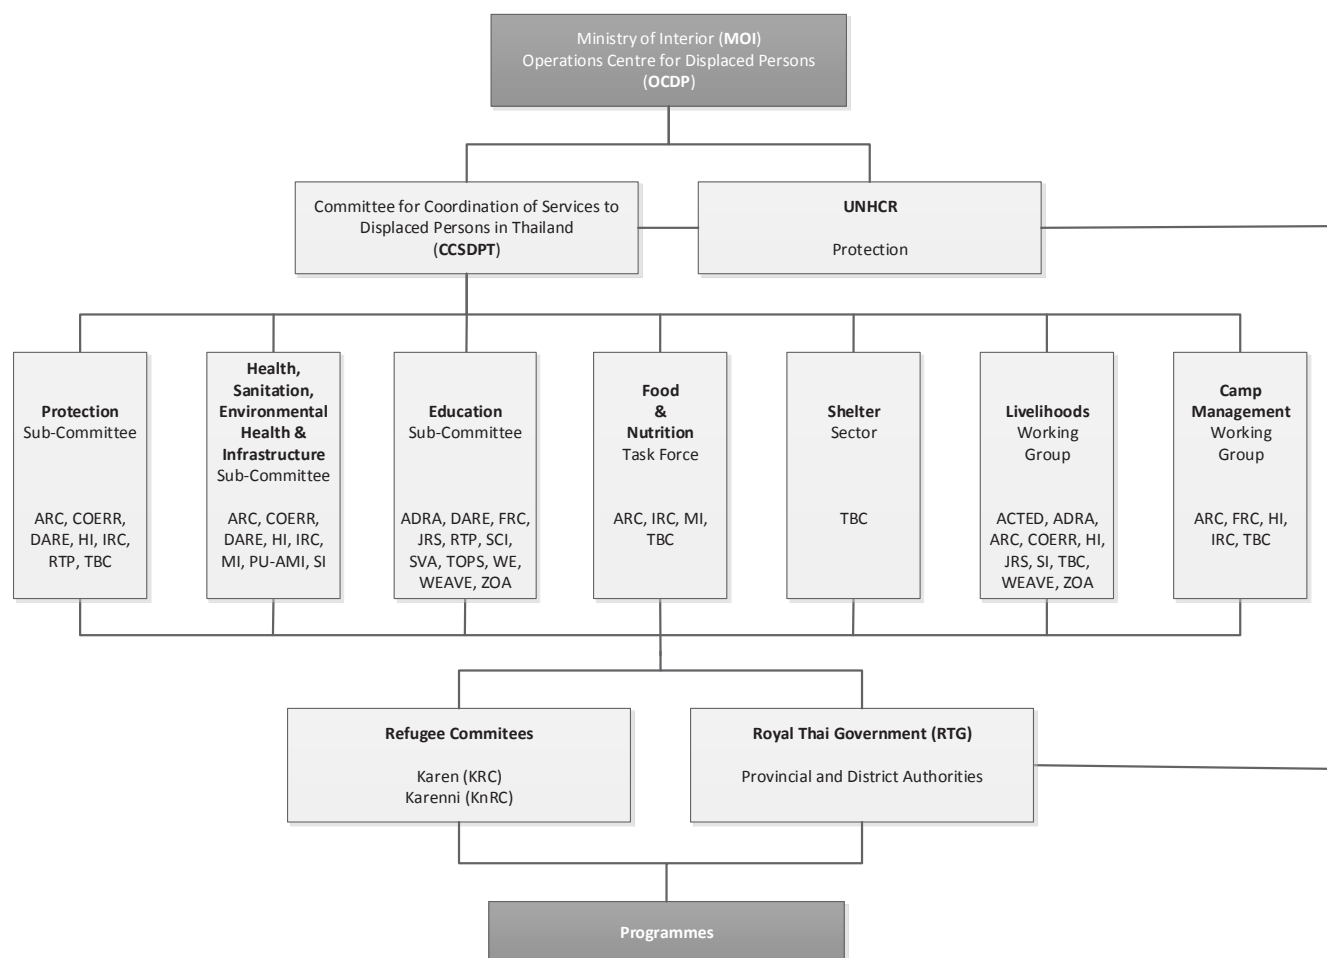 Ministry of Interior (MOI)
Operations Centre for Displaced Persons
(OCDP)
Committee for Coordination of Services to
Displaced Persons in Thailand
(CCSDPT)
UNHCR
Protection
Protection
Sub-Committee
ARC, COERR,
DARE, HI, IRC,
RTP, TBC
Health,
Sanitation,
Environmental
Health &
Infrastructure
Sub-Committee
ARC, COERR,
DARE, HI, IRC,
MI, PU-AMI, SI
Education
Sub-Committee
ADRA, DARE, FRC,
JRS, RTP, SCI,
SVA, TOPS, WE,
WEAVE, ZOA
Food
&
Nutrition
Task Force
ARC, IRC, MI,
TBC
Shelter
Sector
TBC
Livelihoods
Working
Group
ACTED, ADRA,
ARC, COERR, HI,
JRS, SI, TBC,
WEAVE, ZOA
Camp
Management
Working
Group
ARC, FRC, HI,
IRC, TBC
Refugee Commitees
Karen (KRC)
Karenni (KnRC)
Royal Thai Government (RTG)
Provincial and District Authorities
Programmes